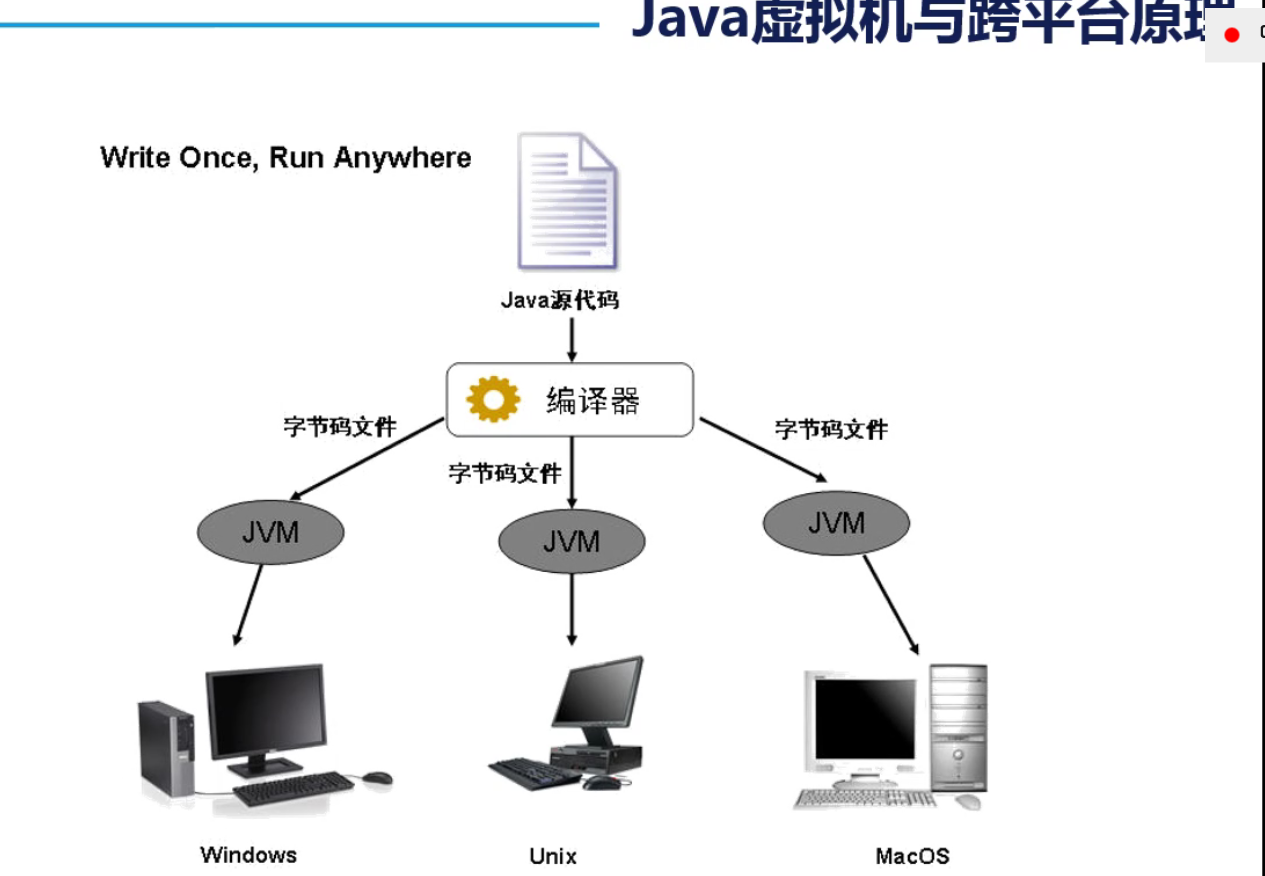 Java虚拟机与跨平台原理
Write Once, Run Anywhere
Java源代码
编译器
字节码文件
字节码文件
字节码文件
JVM
JVM
JVM
Windows
Unix
MacOS